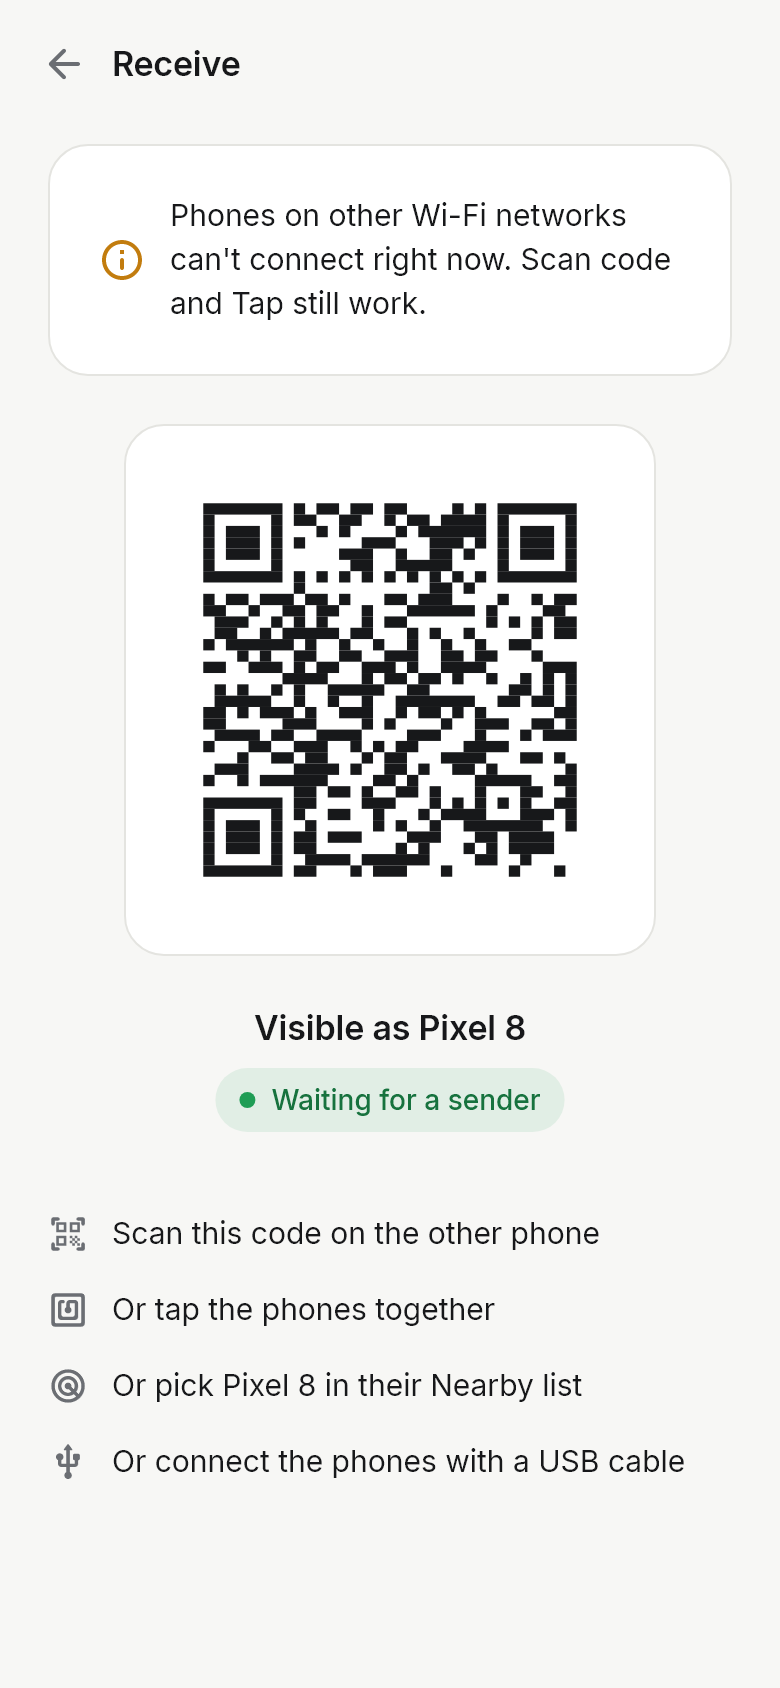 Receive
Phones on other Wi-Fi networks
can't connect right now. Scan code
and Tap still work.
Visible as Pixel 8
Waiting for a sender
Scan this code on the other phone
Or tap the phones together
Or pick Pixel 8 in their Nearby list
Or connect the phones with a USB cable